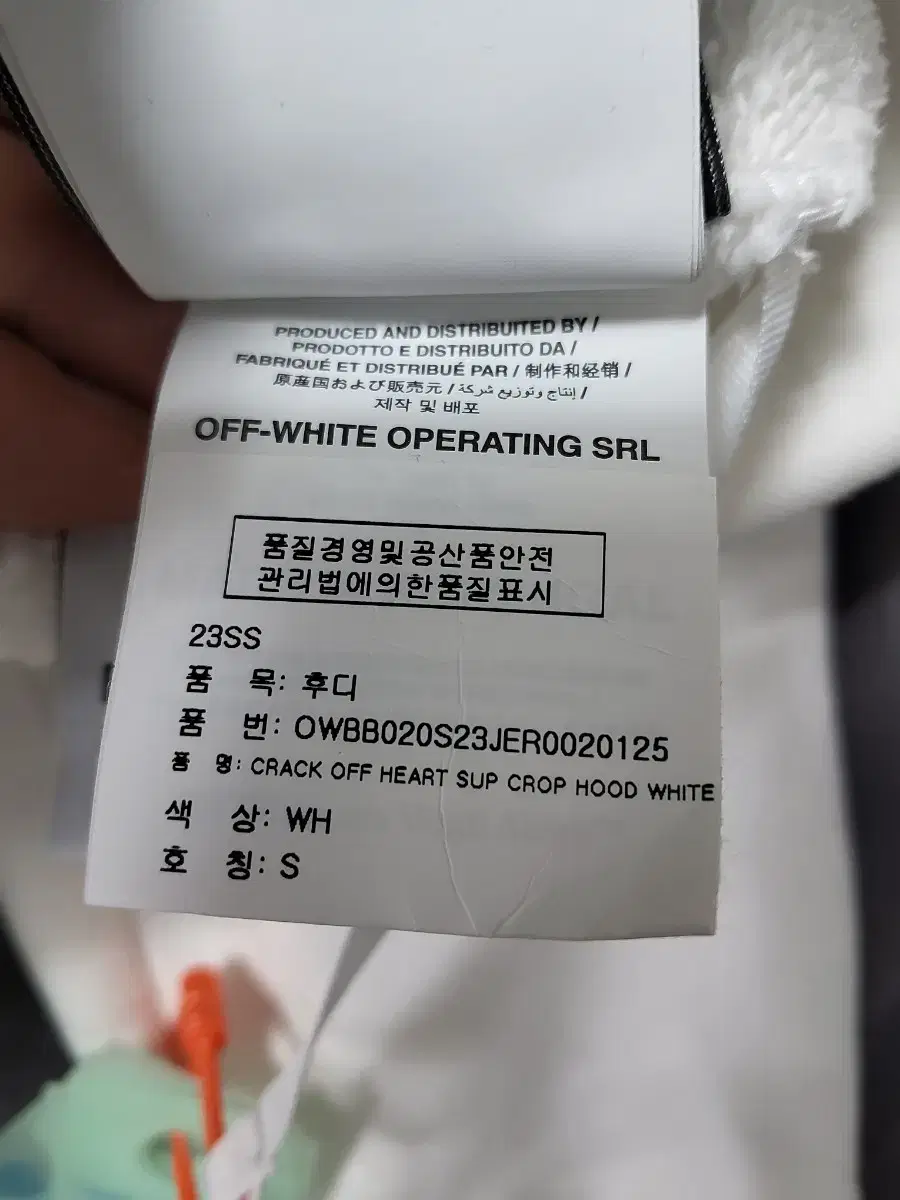 PRODUCED AND DISTRIBUITED BY /
PRODOTTO E DISTRIBUITO DA /
FABRIQUÉ ET DISTRIBUÉ PAR / 制作和经销 /
原産国および販売元 / إنتاج وتوزيع شركة /
제작 및 배포
OFF-WHITE OPERATING SRL
품질경영및공산품안전
관리법에의한품질표시
23SS
품 목: 후디
품 번: OWBB020S23JER0020125
품 명: CRACK OFF HEART SUP CROP HOOD WHITE
색 상: WH
호 칭: S